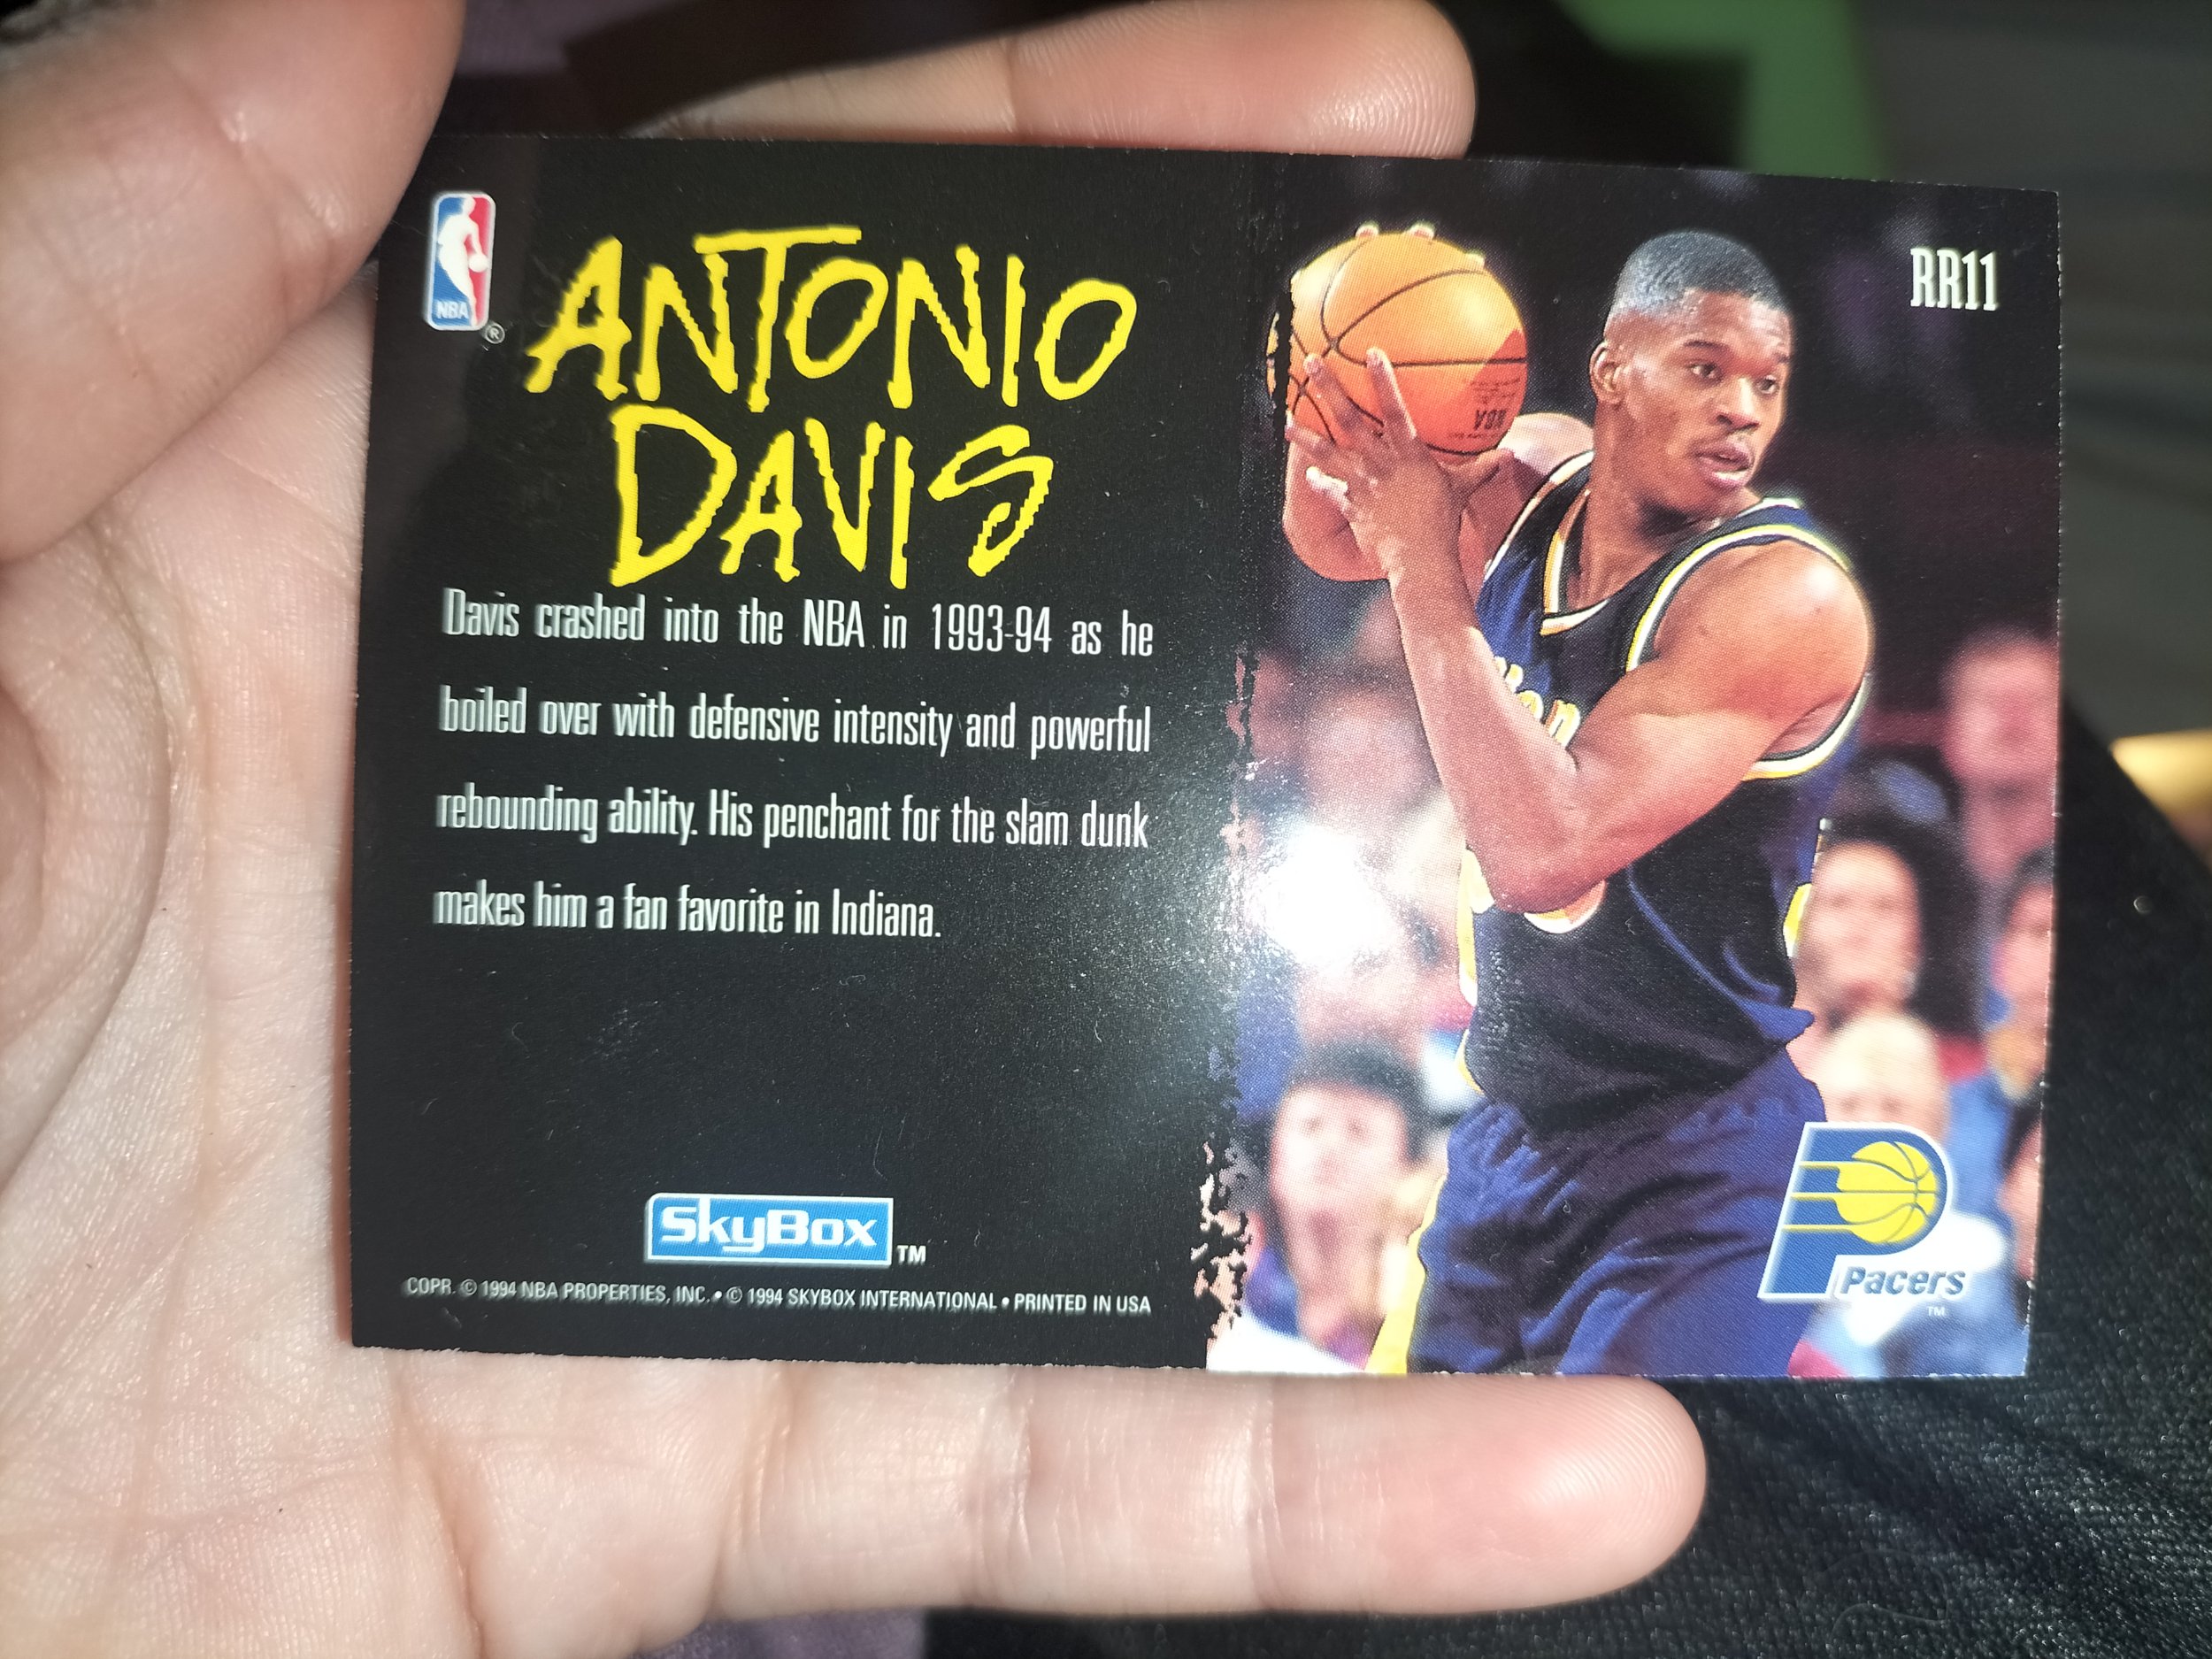 NBA
®
ANTONIO
DAVIS
RR11
NBA
Davis crashed into the NBA in 1993-94 as he
boiled over with defensive intensity and powerful
rebounding ability. His penchant for the slam dunk
makes him a fan favorite in Indiana.
SkyBox™
COPR. © 1994 NBA PROPERTIES, INC. • © 1994 SKYBOX INTERNATIONAL • PRINTED IN USA
Pacers
TM